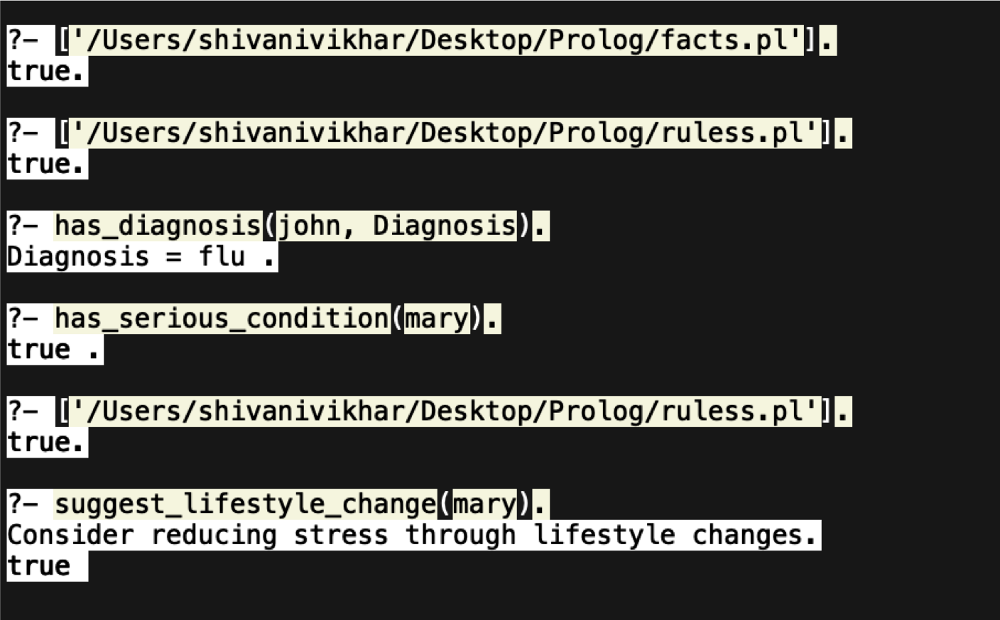 ?- ['/Users/shivanivikhar/Desktop/Prolog/facts.pl'].
true.
?- ['/Users/shivanivikhar/Desktop/Prolog/ruless.pl'].
true.
?- has_diagnosis(john, Diagnosis).
Diagnosis = flu .
?- has_serious_condition(mary).
true .
?- ['/Users/shivanivikhar/Desktop/Prolog/ruless.pl'].
true.
?- suggest_lifestyle_change(mary).
Consider reducing stress through lifestyle changes.
true